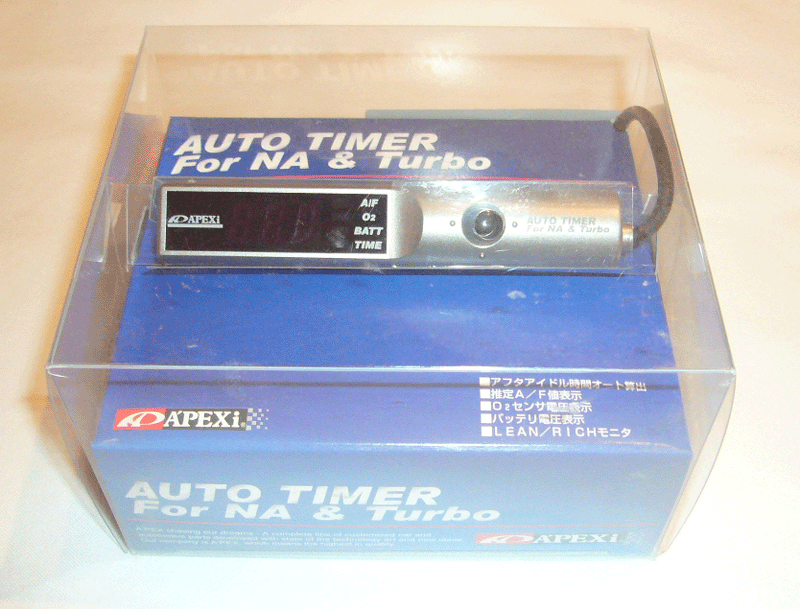 AUTO TIMER
For NA & Turbo
APEXi
A/F
O2
BATT
TIME
AUTO TIMER
For NA & Turbo
■アフタアイドル時間オート算出
■推定A/F値表示
■O2センサ電圧表示
■バッテリ電圧表示
■LEAN/RICHモニタ
A'PEXi
AUTO TIMER
For NA & Turbo
A'PEXi